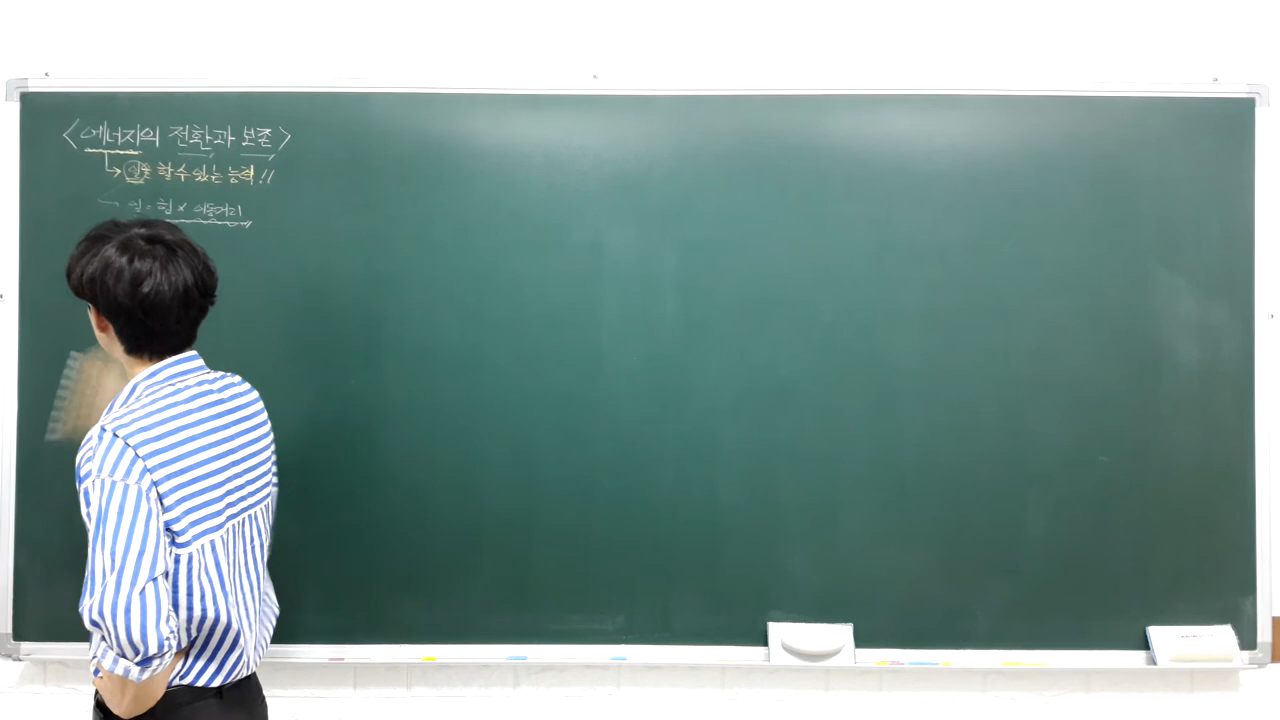 <에너지의 전환과 보존>
일을 할 수 있는 능력!!
일 = 힘 × 이동거리